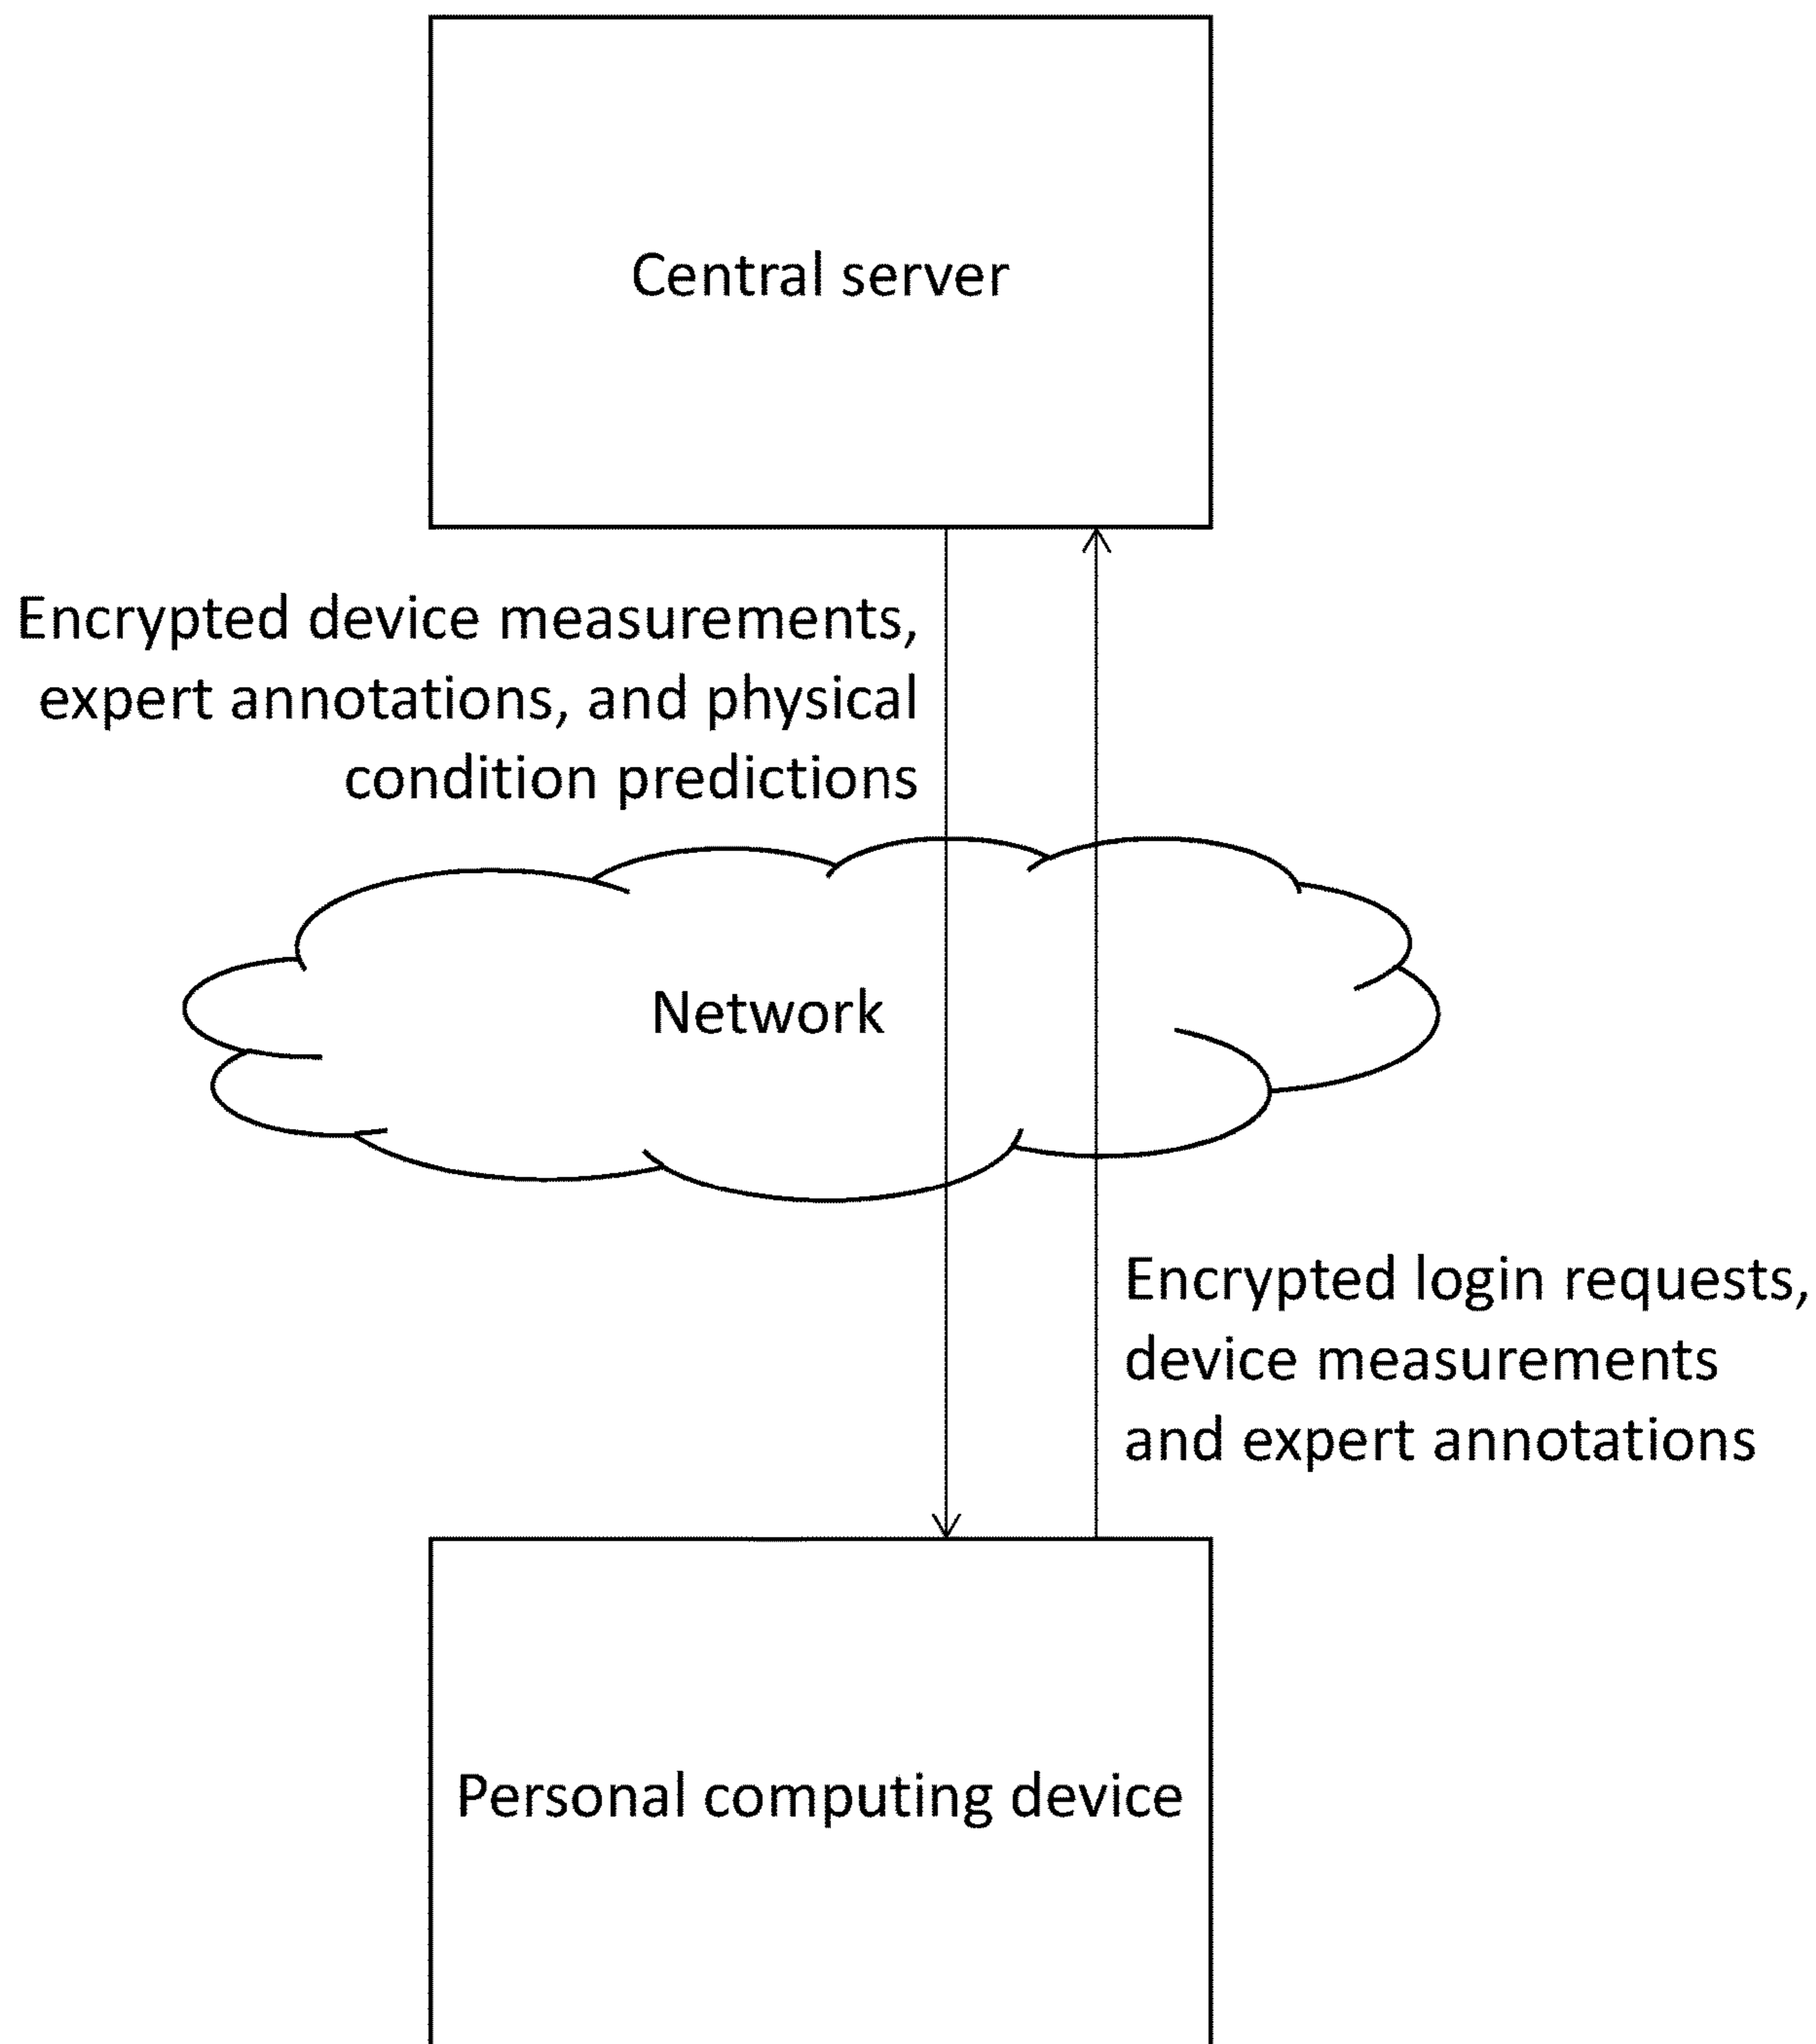 Central server
Encrypted device measurements,
expert annotations, and physical
condition predictions
Network
Encrypted login requests,
device measurements
and expert annotations
Personal computing device